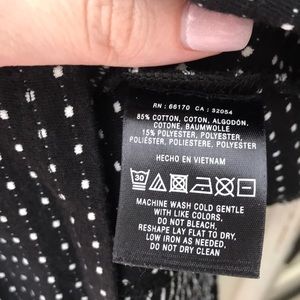 RN : 66170 CA : 32054
85% COTTON, COTON, ALGODÓN,
COTONE, BAUMWOLLE
15% POLYESTER, POLYESTER,
POLIÉSTER, POLIESTERE, POLYESTER
HECHO EN VIETNAM
30
MACHINE WASH COLD GENTLE
WITH LIKE COLORS,
DO NOT BLEACH,
RESHAPE LAY FLAT TO DRY,
LOW IRON AS NEEDED,
DO NOT DRY CLEAN